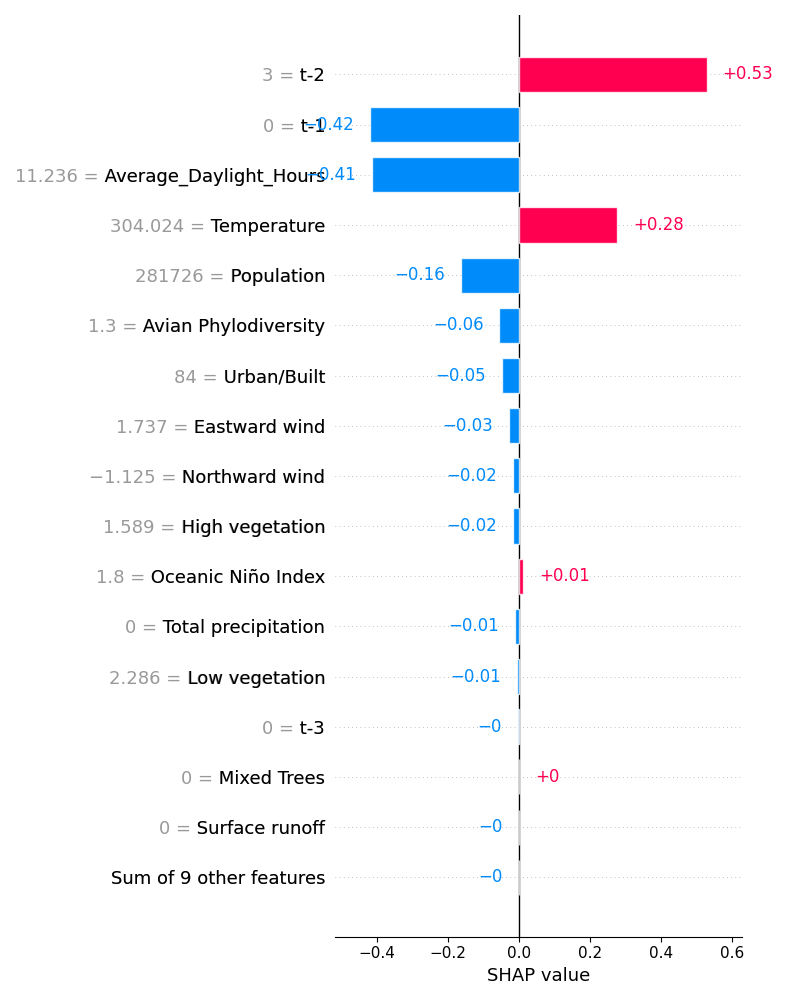 3 = t-2 +0.53
0 = t-1 −0.42
11.236 = Average_Daylight_Hours −0.41
304.024 = Temperature +0.28
281726 = Population −0.16
1.3 = Avian Phylodiversity −0.06
84 = Urban/Built −0.05
1.737 = Eastward wind −0.03
−1.125 = Northward wind −0.02
1.589 = High vegetation −0.02
1.8 = Oceanic Niño Index +0.01
0 = Total precipitation −0.01
2.286 = Low vegetation −0.01
0 = t-3 −0
0 = Mixed Trees +0
0 = Surface runoff −0
Sum of 9 other features −0
−0.4 −0.2 0.0 0.2 0.4 0.6
SHAP value